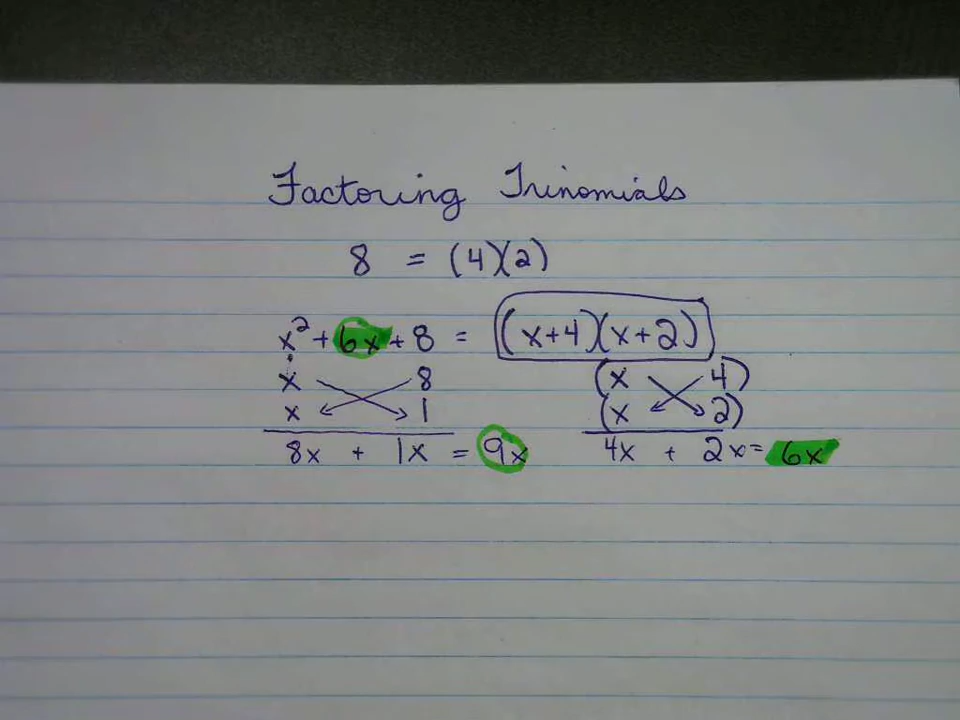 Factoring Trinomials
8 = (4)(2)
x² + 6x + 8 = (x+4)(x+2)
x 8 (x 4)
x 1 (x 2)
8x + 1x = 9x 4x + 2x = 6x